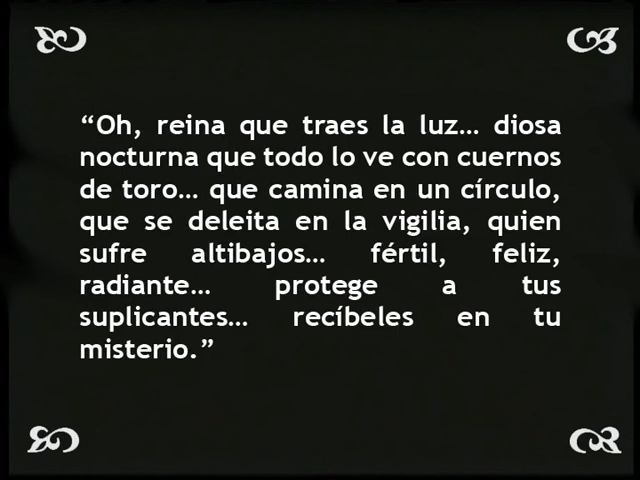 “Oh, reina que traes la luz… diosa
nocturna que todo lo ve con cuernos
de toro… que camina en un círculo,
que se deleita en la vigilia, quien
sufre altibajos… fértil, feliz,
radiante… protege a tus
suplicantes… recíbeles en tu
misterio.”